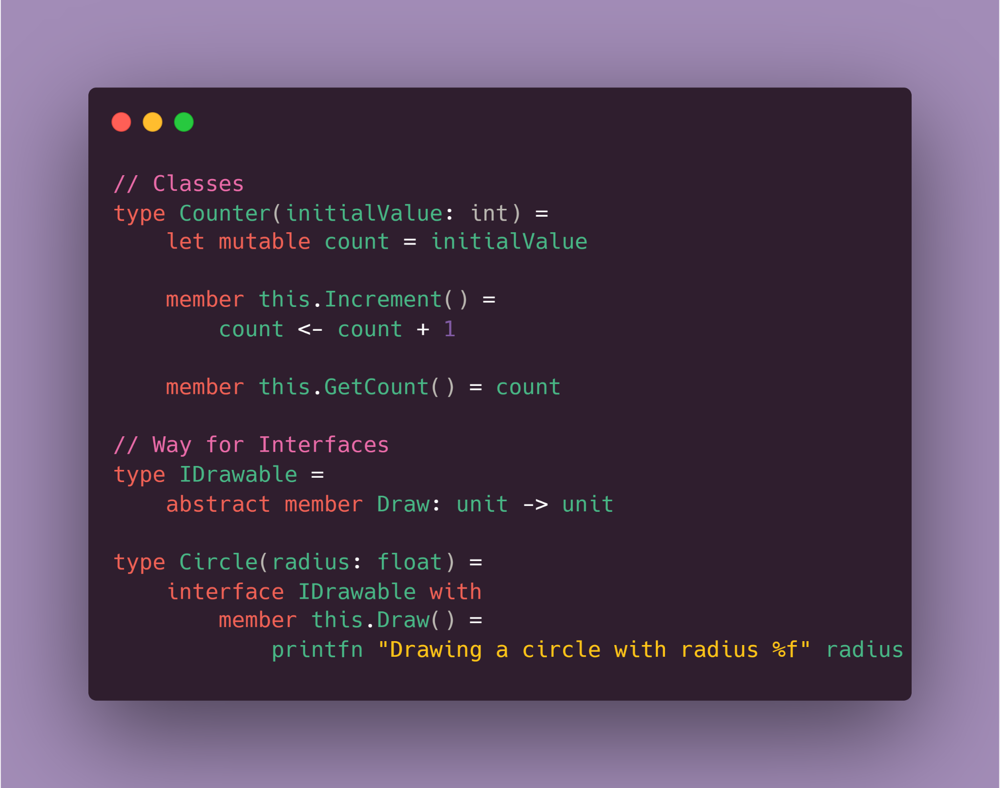 // Classes
type Counter(initialValue: int) =
    let mutable count = initialValue

    member this.Increment() =
        count <- count + 1

    member this.GetCount() = count

// Way for Interfaces
type IDrawable =
    abstract member Draw: unit -> unit

type Circle(radius: float) =
    interface IDrawable with
        member this.Draw() =
            printfn "Drawing a circle with radius %f" radius